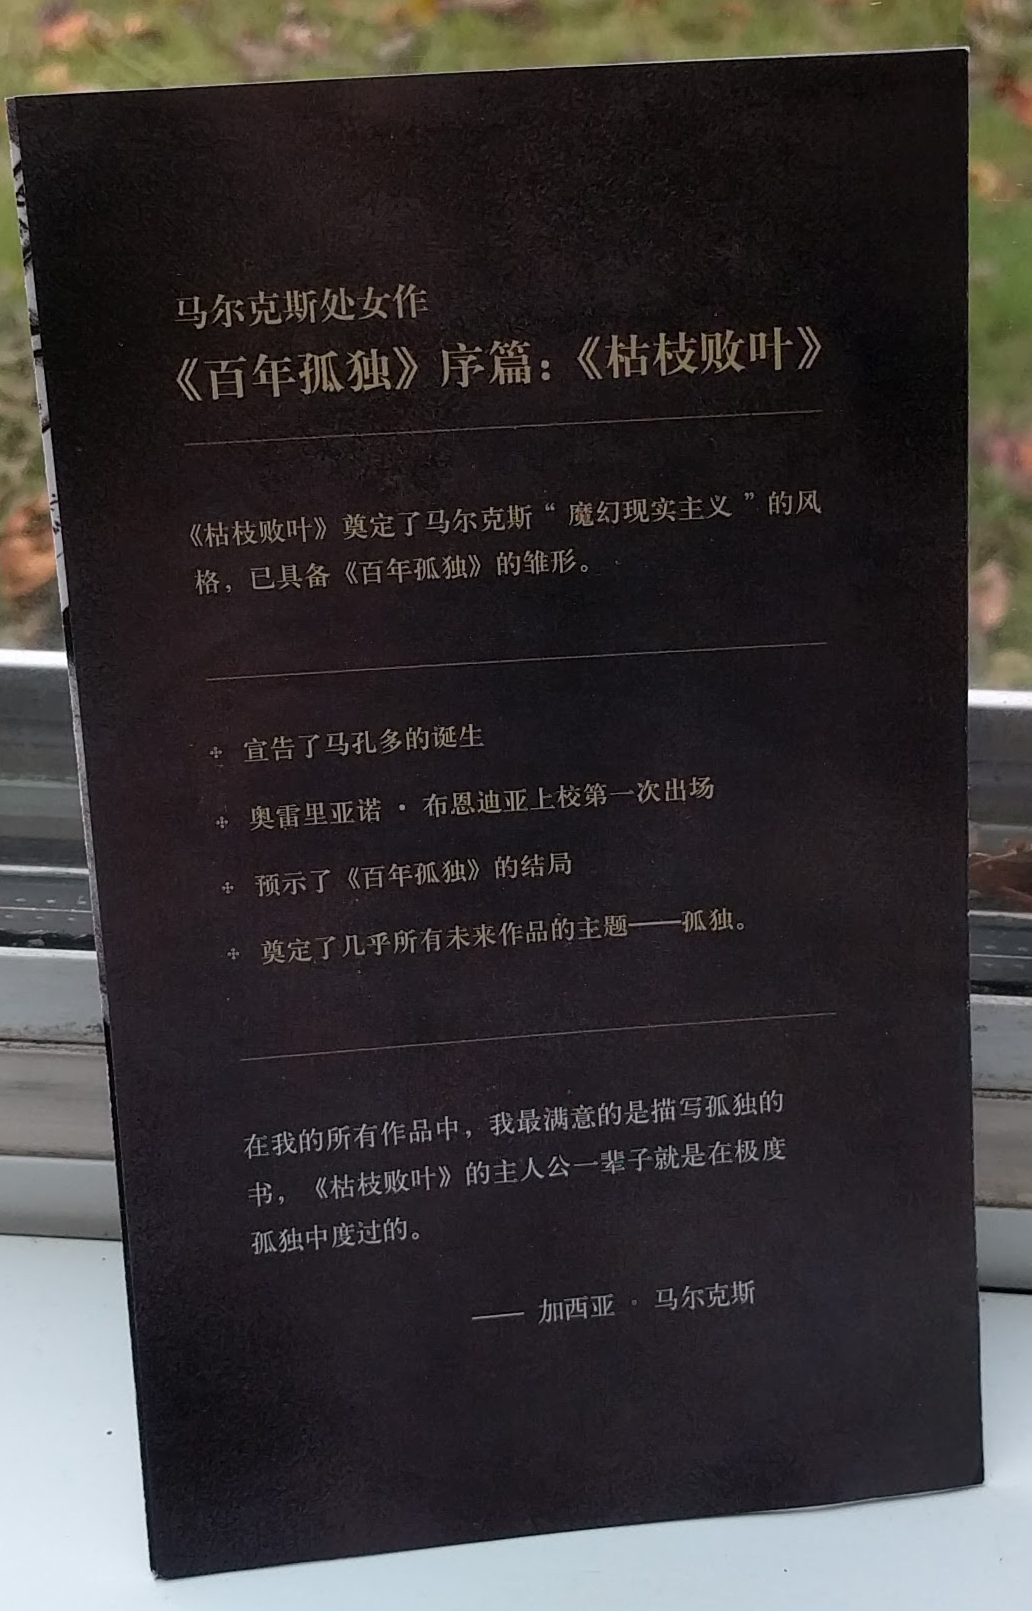 马尔克斯处女作
《百年孤独》序篇：《枯枝败叶》
《枯枝败叶》奠定了马尔克斯“魔幻现实主义”的风
格，已具备《百年孤独》的雏形。
宣告了马孔多的诞生
奥雷里亚诺·布恩迪亚上校第一次出场
预示了《百年孤独》的结局
奠定了几乎所有未来作品的主题——孤独。
在我的所有作品中，我最满意的是描写孤独的
书，《枯枝败叶》的主人公一辈子就是在极度
孤独中度过的。
——加西亚·马尔克斯